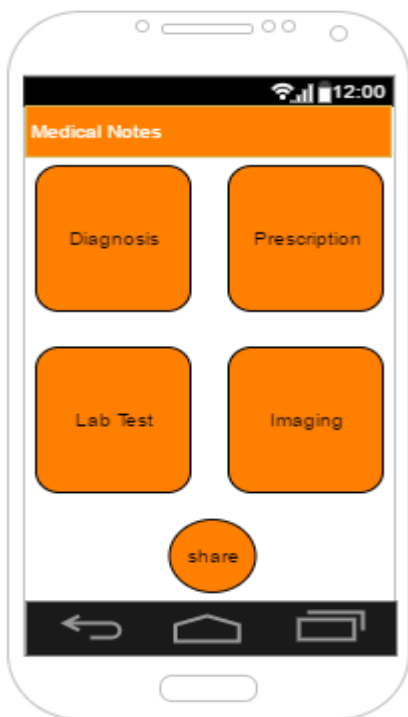 12:00
Medical Notes
Diagnosis Prescription
Lab Test Imaging
share